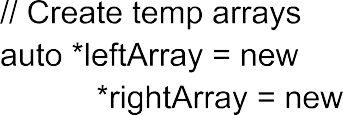 // Create temp arrays
auto *leftArray = new
*rightArray = new